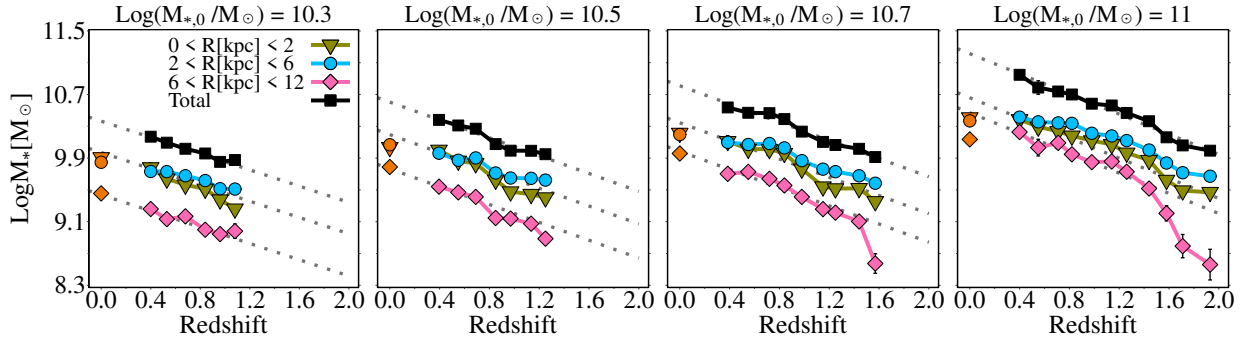 Log(M*,0 /M⊙) = 10.3
Log(M*,0 /M⊙) = 10.5
Log(M*,0 /M⊙) = 10.7
Log(M*,0 /M⊙) = 11
11.5
10.7
9.9
9.1
8.3
LogM*[M⊙]
0 < R[kpc] < 2
2 < R[kpc] < 6
6 < R[kpc] < 12
Total
0.0 0.4 0.8 1.2 1.6 2.0
0.0 0.4 0.8 1.2 1.6 2.0
0.0 0.4 0.8 1.2 1.6 2.0
0.0 0.4 0.8 1.2 1.6 2.0
Redshift
Redshift
Redshift
Redshift